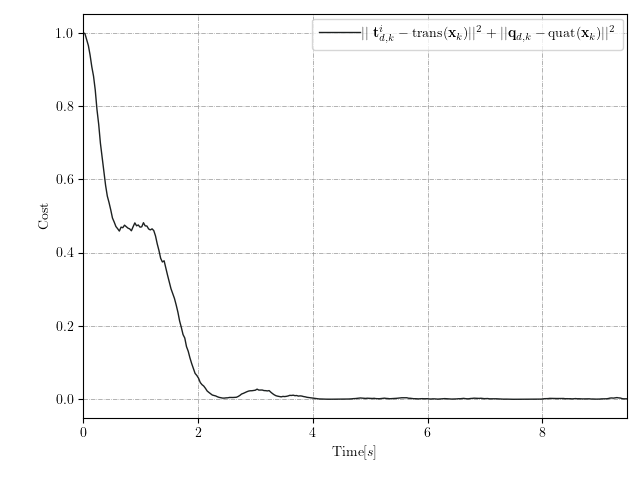 || t^i_{d,k} − trans(x_k)||² + ||q_{d,k} − quat(x_k)||²
1.0
0.8
0.6
0.4
0.2
0.0
Cost
0 2 4 6 8
Time[s]